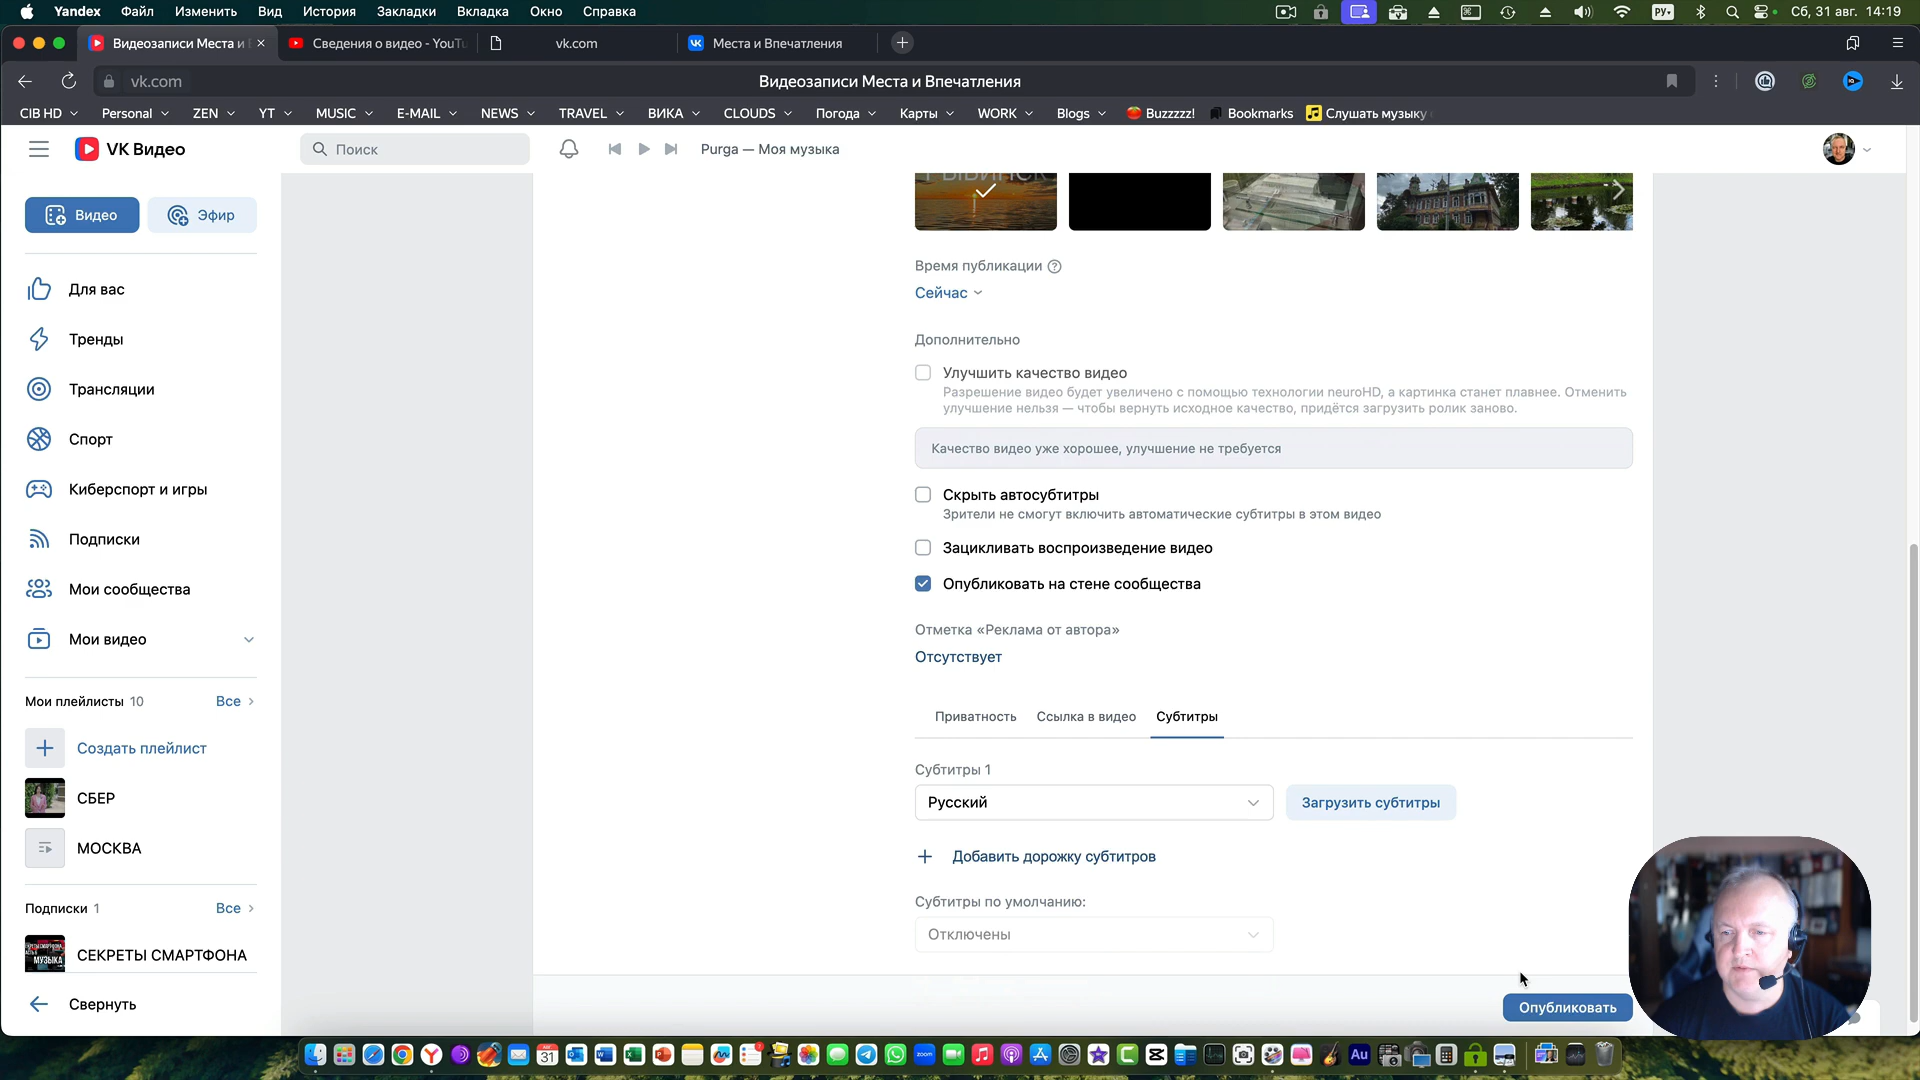 Yandex Файл Изменить Вид История Закладки Вкладка Окно Справка
РУ Сб, 31 авг. 14:19
Видеозаписи Места и
Сведения о видео - YouTu
vk.com
Места и Впечатления
vk.com
Видеозаписи Места и Впечатления
CIB HD Personal ZEN YT MUSIC E-MAIL NEWS TRAVEL ВИКА CLOUDS Погода Карты WORK Blogs Buzzzzz! Bookmarks Слушать музыку
VK Видео
Поиск
Purga — Моя музыка
Видео
Эфир
Для вас
Тренды
Трансляции
Спорт
Киберспорт и игры
Подписки
Мои сообщества
Мои видео
Мои плейлисты 10
Все
Создать плейлист
СБЕР
МОСКВА
Подписки 1
Все
МУЗЫКА
СЕКРЕТЫ СМАРТФОНА
Свернуть
РЫБИНСК
Время публикации ?
Сейчас
Дополнительно
Улучшить качество видео
Разрешение видео будет увеличено с помощью технологии neuroHD, а картинка станет плавнее. Отменить
улучшение нельзя — чтобы вернуть исходное качество, придётся загрузить ролик заново.
Качество видео уже хорошее, улучшение не требуется
Скрыть автосубтитры
Зрители не смогут включить автоматические субтитры в этом видео
Зацикливать воспроизведение видео
Опубликовать на стене сообщества
Отметка «Реклама от автора»
Отсутствует
Приватность Ссылка в видео Субтитры
Субтитры 1
Русский
Загрузить субтитры
Добавить дорожку субтитров
Субтитры по умолчанию:
Отключены
Опубликовать
31
zoom
Au